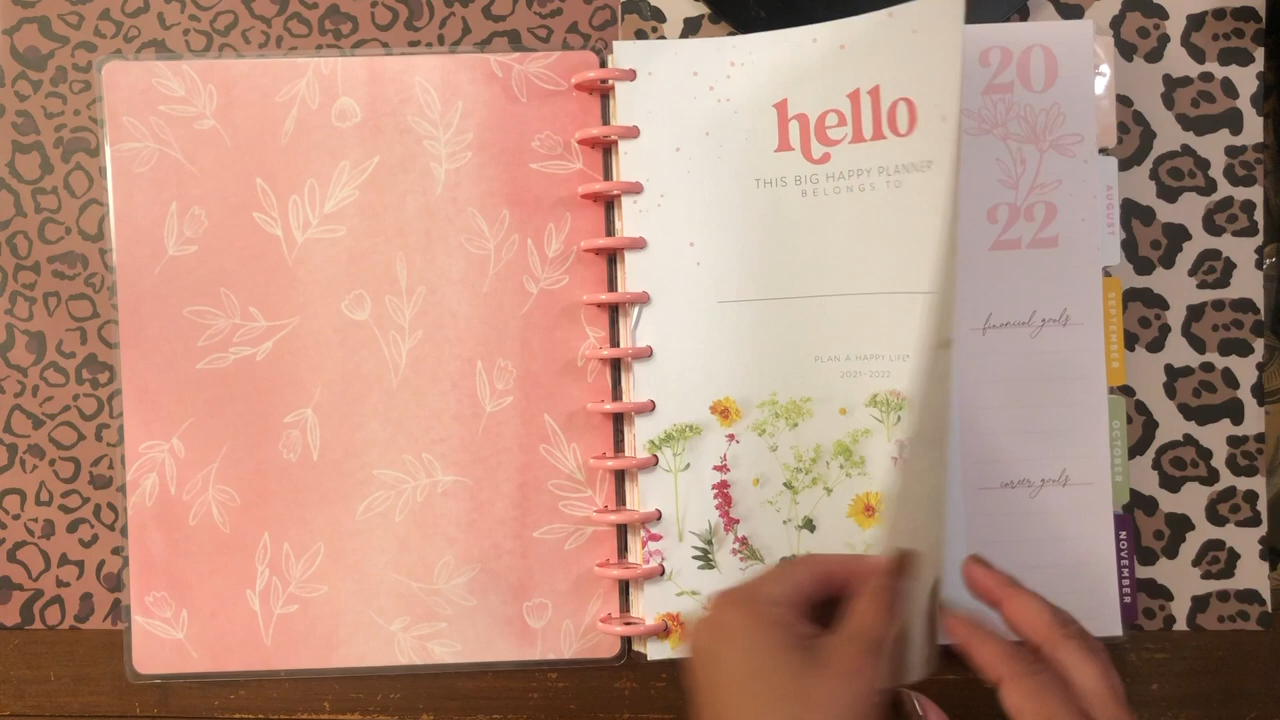 hello
THIS BIG HAPPY PLANNER
BELONGS TO
PLAN A HAPPY LIFE
2021-2022
20
22
financial goals
career goals
AUGUST
SEPTEMBER
OCTOBER
NOVEMBER